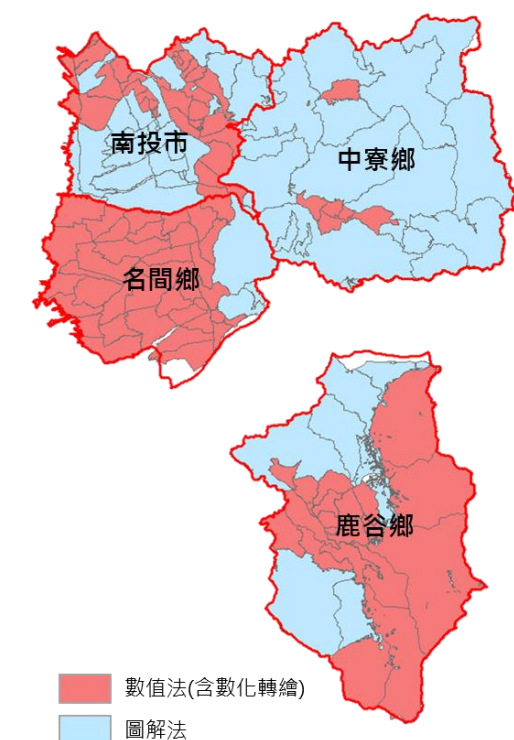 南投市
中寮鄉
名間鄉
鹿谷鄉
數值法(含數化轉繪)
圖解法